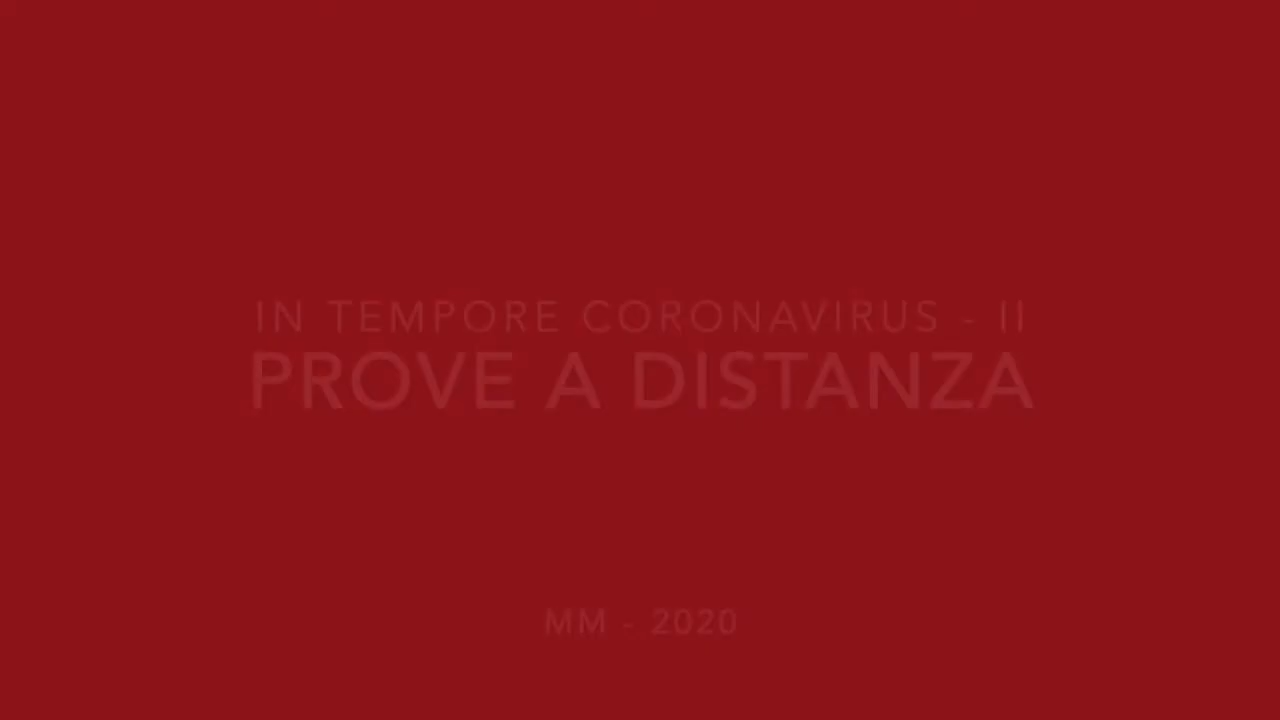 IN TEMPORE CORONAVIRUS - II
PROVE A DISTANZA
MM - 2020